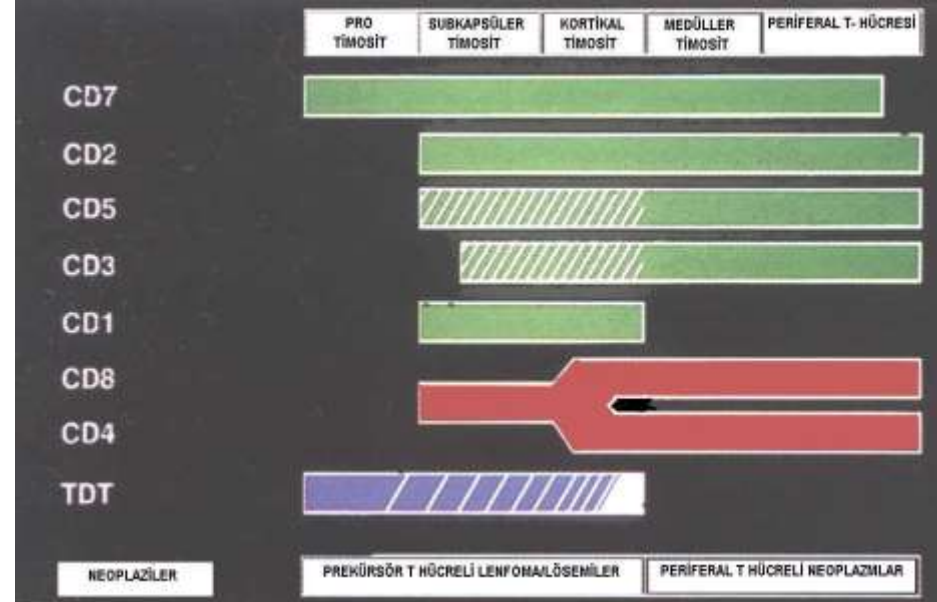 PRO TİMOSİT
SUBKAPSÜLER TİMOSİT
KORTİKAL TİMOSİT
MEDÜLLER TİMOSİT
PERİFERAL T- HÜCRESİ
CD7
CD2
CD5
CD3
CD1
CD8
CD4
TDT
NEOPLAZİLER
PREKÜRSÖR T HÜCRELİ LENFOMA/LÖSEMİLER
PERİFERAL T HÜCRELİ NEOPLAZMLAR